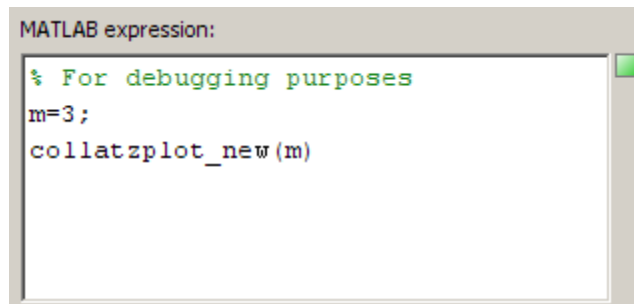 MATLAB expression:
% For debugging purposes
m=3;
collatzplot_new(m)